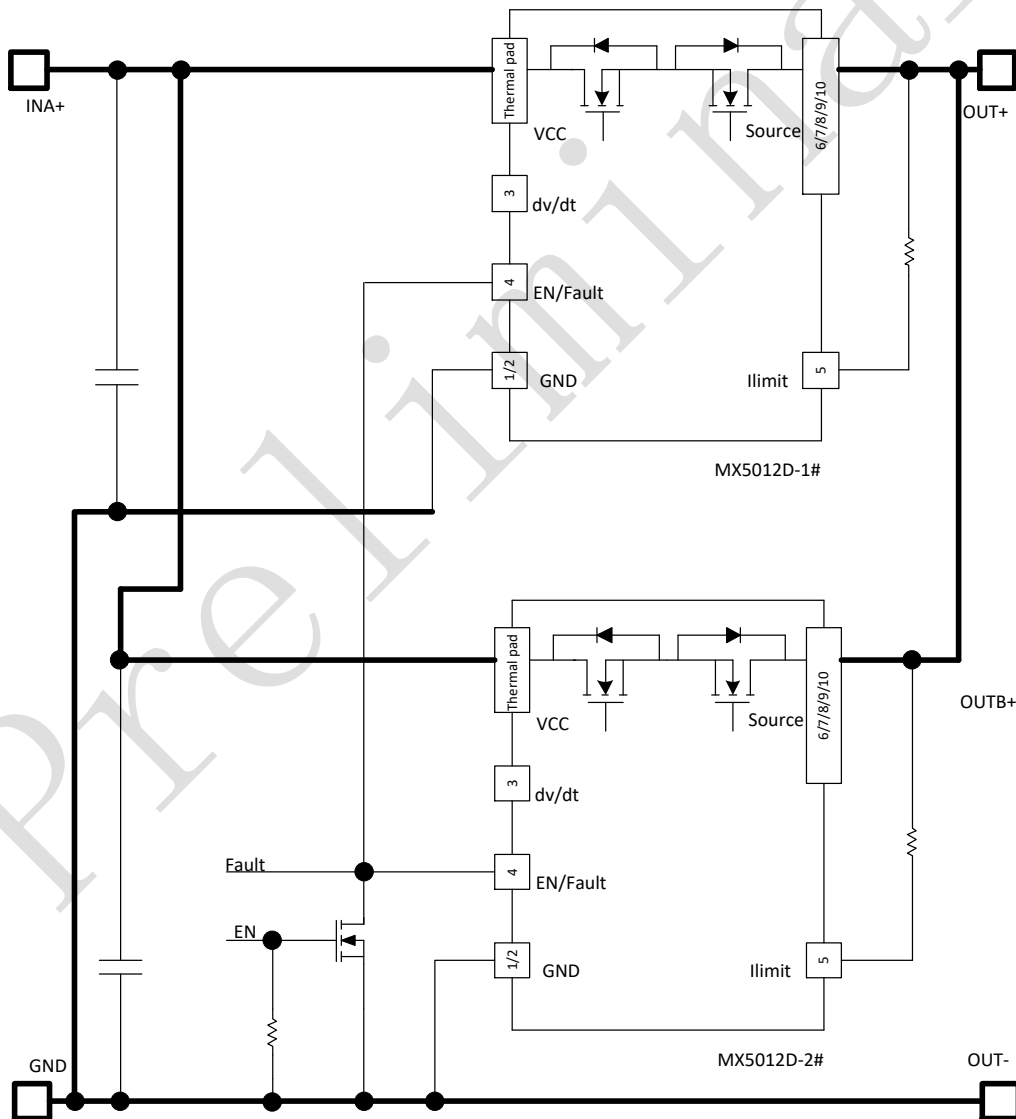 Prelimina
INA+
Thermal pad
VCC
Source
6/7/8/9/10
OUT+
3
dv/dt
4
EN/Fault
1/2
GND
Ilimit
5
MX5012D-1#
Thermal pad
VCC
Source
6/7/8/9/10
OUTB+
3
dv/dt
Fault
4
EN/Fault
EN
1/2
GND
Ilimit
5
MX5012D-2#
GND
OUT-